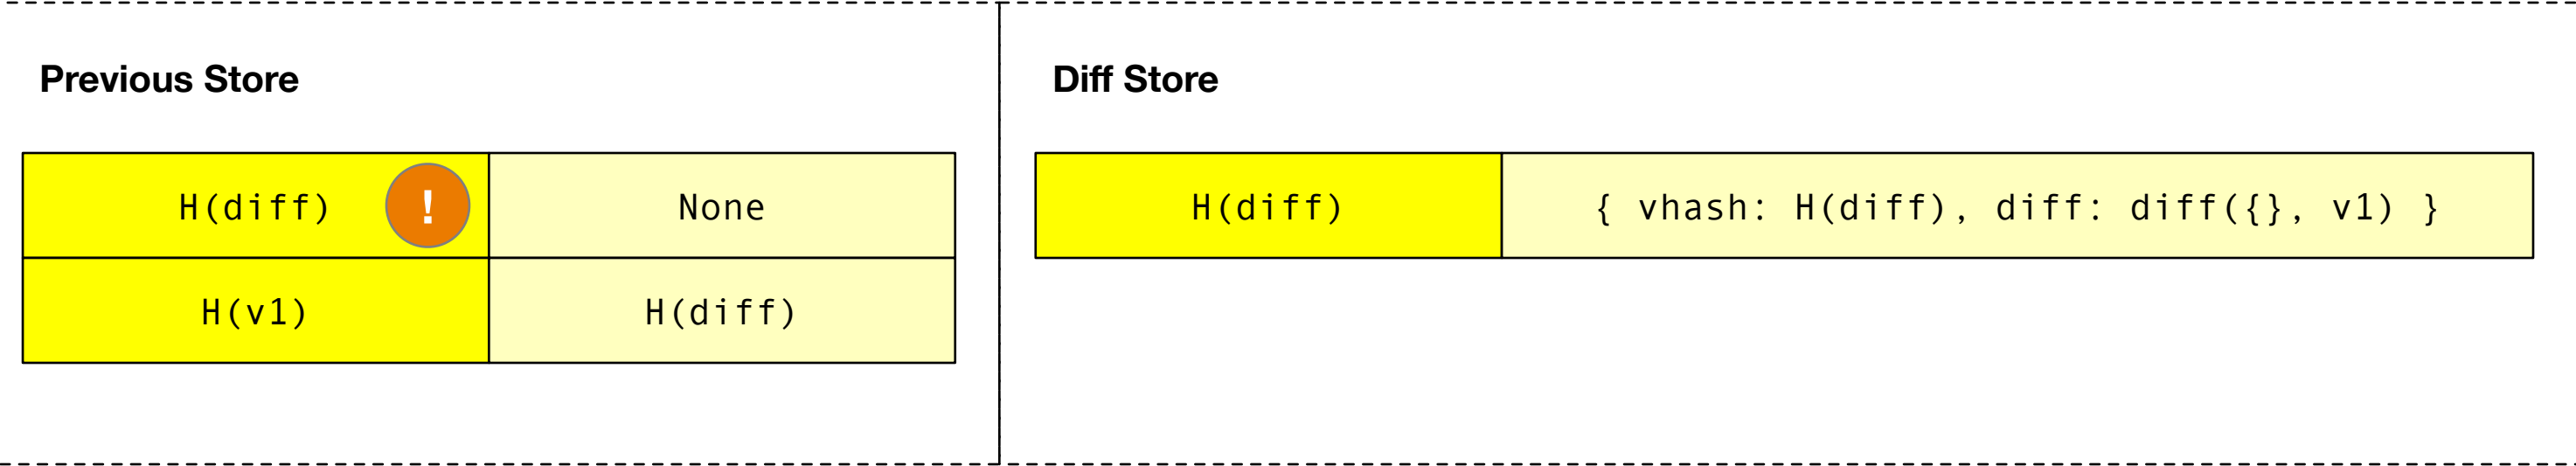 Previous Store
H(diff) ! None
H(v1) H(diff)
Diff Store
H(diff) { vhash: H(diff), diff: diff({}, v1) }